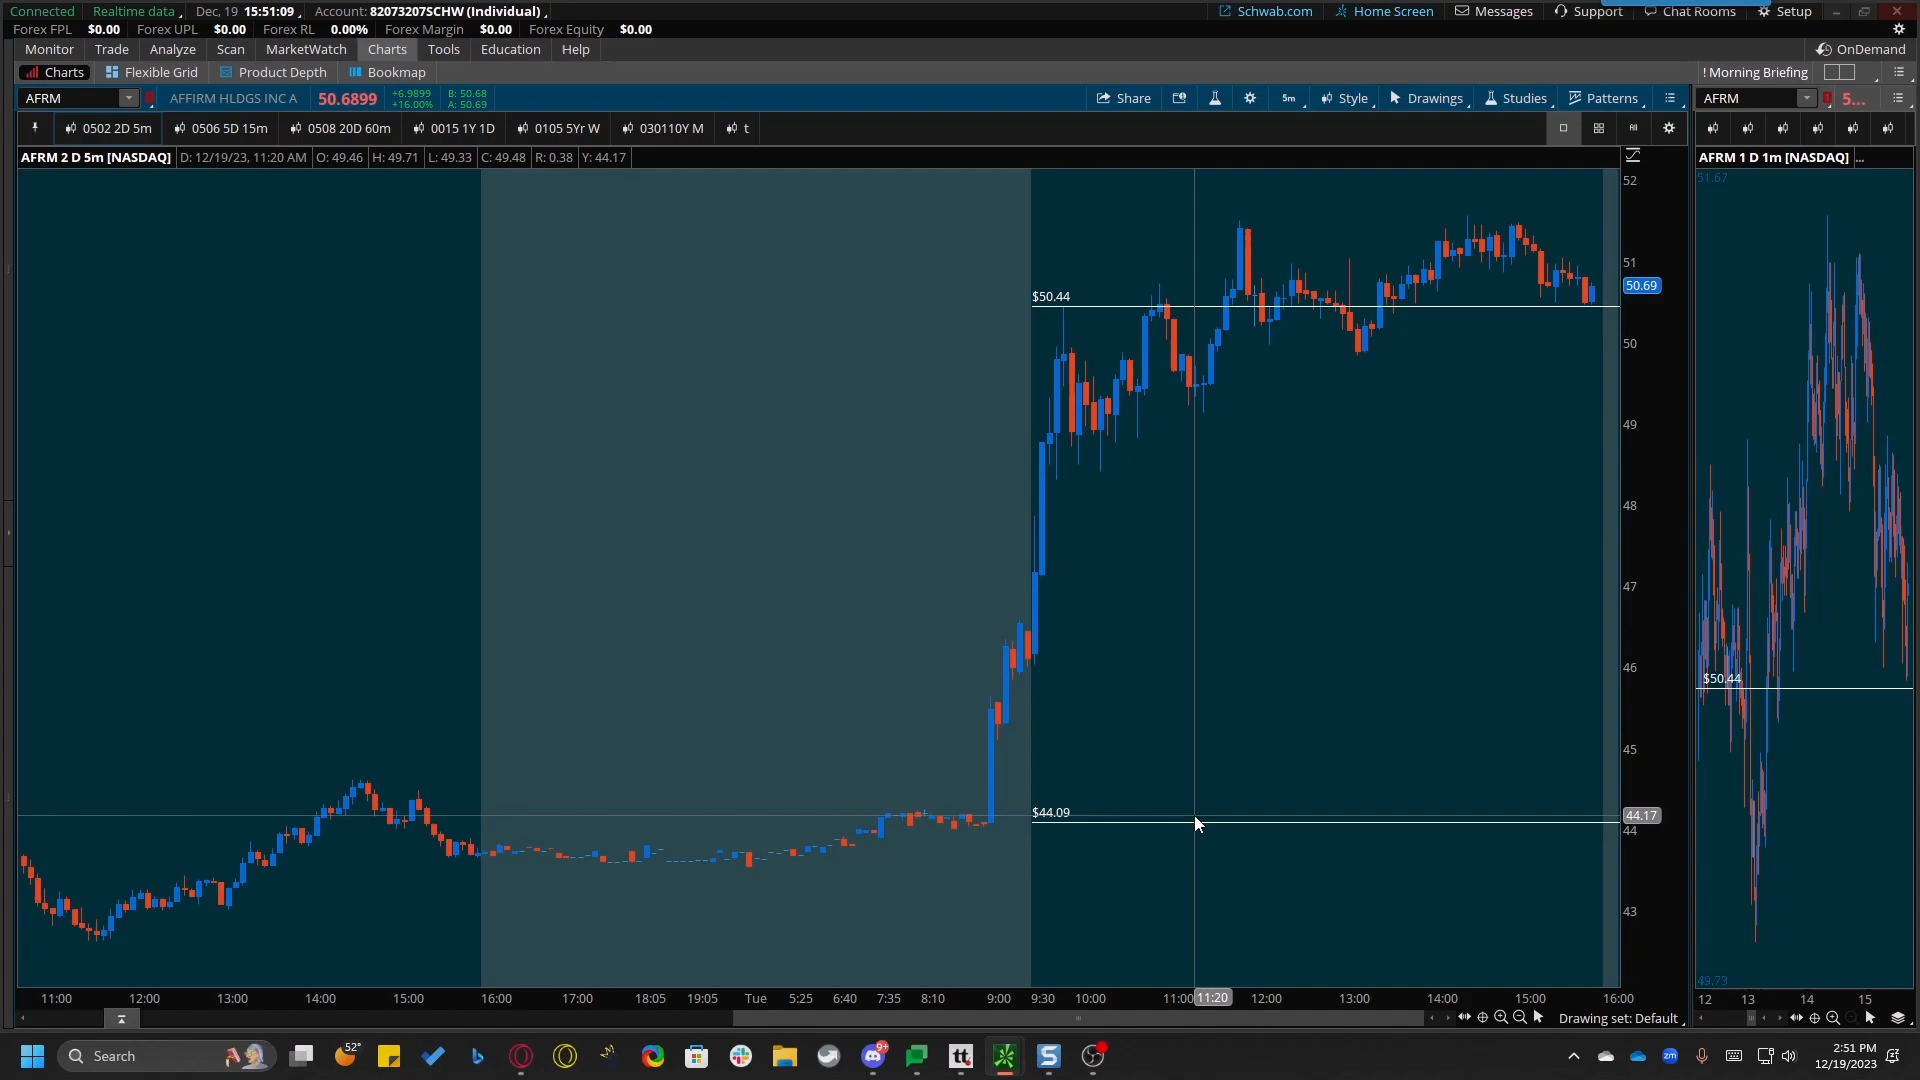 Connected Realtime data Dec, 19 15:51:09 Account: 82073207SCHW (Individual) Schwab.com Home Screen Messages Support Chat Rooms Setup
Forex FPL $0.00 Forex UPL $0.00 Forex RL 0.00% Forex Margin $0.00 Forex Equity $0.00
Monitor Trade Analyze Scan MarketWatch Charts Tools Education Help OnDemand
Charts Flexible Grid Product Depth Bookmap ! Morning Briefing
AFRM AFFIRM HLDGS INC A 50.6899 +6.9899 B: 50.68
+16.00% A: 50.69
Share 5m Style Drawings Studies Patterns AFRM 5...
0502 2D 5m 0506 5D 15m 0508 20D 60m 0015 1Y 1D 0105 5Yr W 030110Y M t All
AFRM 2 D 5m [NASDAQ] D: 12/19/23, 11:20 AM O: 49.46 H: 49.71 L: 49.33 C: 49.48 R: 0.38 Y: 44.17 AFRM 1 D 1m [NASDAQ] ...
51.67
52
51
50.69
$50.44
50
49
48
47
46
$50.44
45
44.17
$44.09
44
43
49.73
11:00 12:00 13:00 14:00 15:00 16:00 17:00 18:05 19:05 Tue 5:25 6:40 7:35 8:10 9:00 9:30 10:00 11:00 11:20 12:00 13:00 14:00 15:00 16:00 12 13 14 15
Drawing set: Default
Search 52° 9+ tt zm S 2:51 PM
12/19/2023